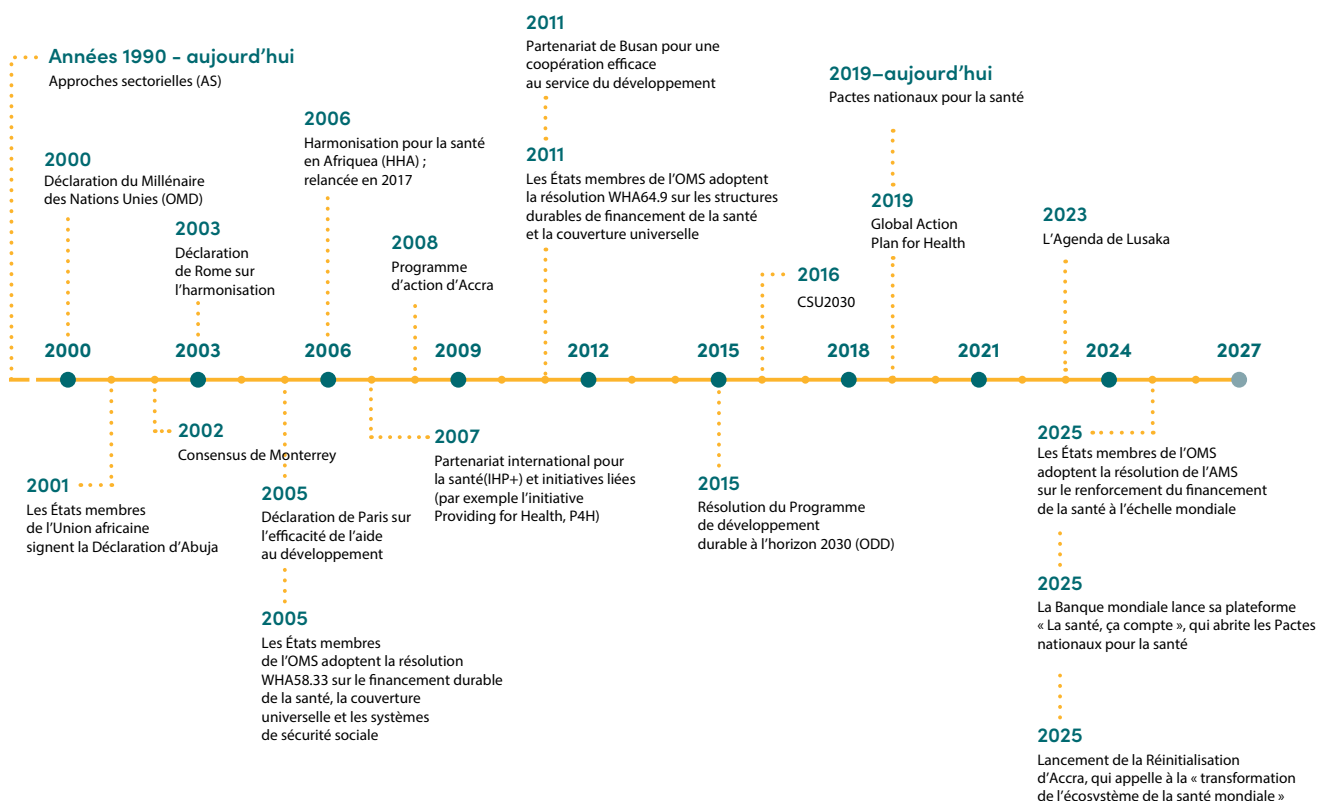 Années 1990 - aujourd'hui
Approches sectorielles (AS)
2000
Déclaration du Millénaire
des Nations Unies (OMD)
2003
Déclaration
de Rome sur
l'harmonisation
2006
Harmonisation pour la santé
en Afriquea (HHA) ;
relancée en 2017
2008
Programme
d'action d'Accra
2011
Partenariat de Busan pour une
coopération efficace
au service du développement
2011
Les États membres de l'OMS adoptent
la résolution WHA64.9 sur les structures
durables de financement de la santé
et la couverture universelle
2016
CSU2030
2019–aujourd'hui
Pactes nationaux pour la santé
2019
Global Action
Plan for Health
2023
L'Agenda de Lusaka
2000 2003 2006 2009 2012 2015 2018 2021 2024 2027
2001
Les États membres
de l'Union africaine
signent la Déclaration d'Abuja
2002
Consensus de Monterrey
2005
Déclaration de Paris sur
l'efficacité de l'aide
au développement
2005
Les États membres
de l'OMS adoptent la résolution
WHA58.33 sur le financement durable
de la santé, la couverture
universelle et les systèmes
de sécurité sociale
2007
Partenariat international pour
la santé(IHP+) et initiatives liées
(par exemple l'initiative
Providing for Health, P4H)
2015
Résolution du Programme
de développement
durable à l'horizon 2030 (ODD)
2025
Les États membres de l'OMS
adoptent la résolution de l'AMS
sur le renforcement du financement
de la santé à l'échelle mondiale
2025
La Banque mondiale lance sa plateforme
« La santé, ça compte », qui abrite les Pactes
nationaux pour la santé
2025
Lancement de la Réinitialisation
d'Accra, qui appelle à la « transformation
de l'écosystème de la santé mondiale »